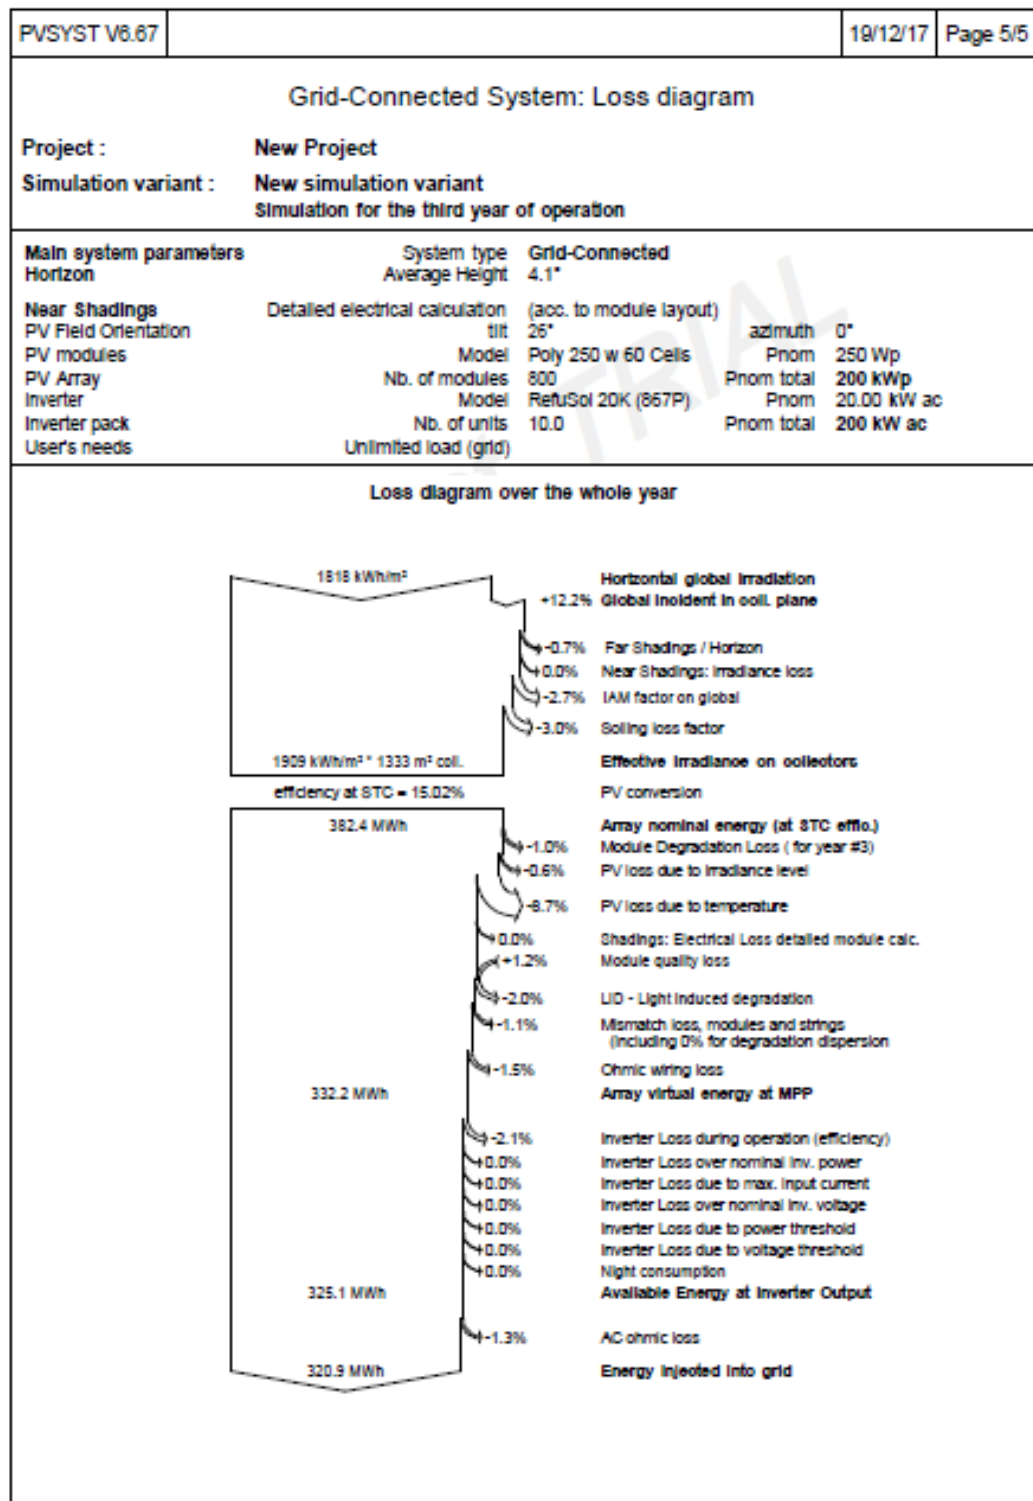 PVSYST V6.67 19/12/17 Page 5/5
Grid-Connected System: Loss diagram
Project : New Project
Simulation variant : New simulation variant
Simulation for the third year of operation
Main system parameters System type Grid-Connected
Horizon Average Height 4.1°
Near Shadings Detailed electrical calculation (acc. to module layout)
PV Field Orientation tilt 26° azimuth 0°
PV modules Model Poly 250 w 60 Cells Pnom 250 Wp
PV Array Nb. of modules 800 Pnom total 200 kWp
Inverter Model RefuSol 20K (867P) Pnom 20.00 kW ac
Inverter pack Nb. of units 10.0 Pnom total 200 kW ac
User's needs Unlimited load (grid)
TRIAL
Loss diagram over the whole year
1818 kWh/m² Horizontal global irradiation
+12.2% Global incident in coll. plane
-0.7% Far Shadings / Horizon
0.0% Near Shadings: irradiance loss
-2.7% IAM factor on global
-3.0% Soiling loss factor
1909 kWh/m² * 1333 m² coll. Effective irradiance on collectors
efficiency at STC = 15.02% PV conversion
382.4 MWh Array nominal energy (at STC effic.)
-1.0% Module Degradation Loss ( for year #3)
-0.6% PV loss due to irradiance level
-8.7% PV loss due to temperature
0.0% Shadings: Electrical Loss detailed module calc.
+1.2% Module quality loss
-2.0% LID - Light induced degradation
-1.1% Mismatch loss, modules and strings
(including 0% for degradation dispersion
-1.5% Ohmic wiring loss
332.2 MWh Array virtual energy at MPP
-2.1% Inverter Loss during operation (efficiency)
0.0% Inverter Loss over nominal inv. power
0.0% Inverter Loss due to max. input current
0.0% Inverter Loss over nominal inv. voltage
0.0% Inverter Loss due to power threshold
0.0% Inverter Loss due to voltage threshold
0.0% Night consumption
325.1 MWh Available Energy at Inverter Output
-1.3% AC ohmic loss
320.9 MWh Energy injected into grid